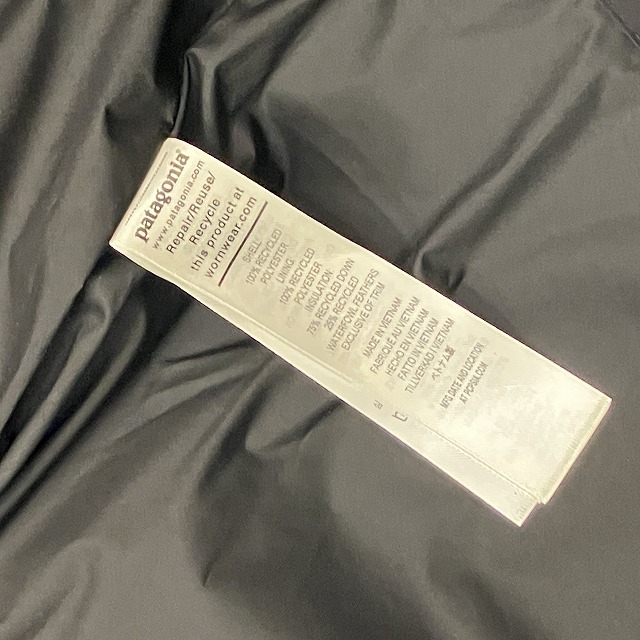 patagonia®
www.patagonia.com
Repair/Reuse/
Recycle
this product at
wornwear.com
SHELL:
100% RECYCLED
POLYESTER
LINING:
100% RECYCLED
POLYESTER
INSULATION:
75% RECYCLED DOWN
25% RECYCLED
WATERFOWL FEATHERS
EXCLUSIVE OF TRIM
MADE IN VIETNAM
FABRIQUÉ AU VIETNAM
HECHO EN VIETNAM
FATTO IN VIETNAM
TILLVERKAD I VIETNAM
ベトナム製
MFG DATE AND LOCATION
AT FEPSIA.COM